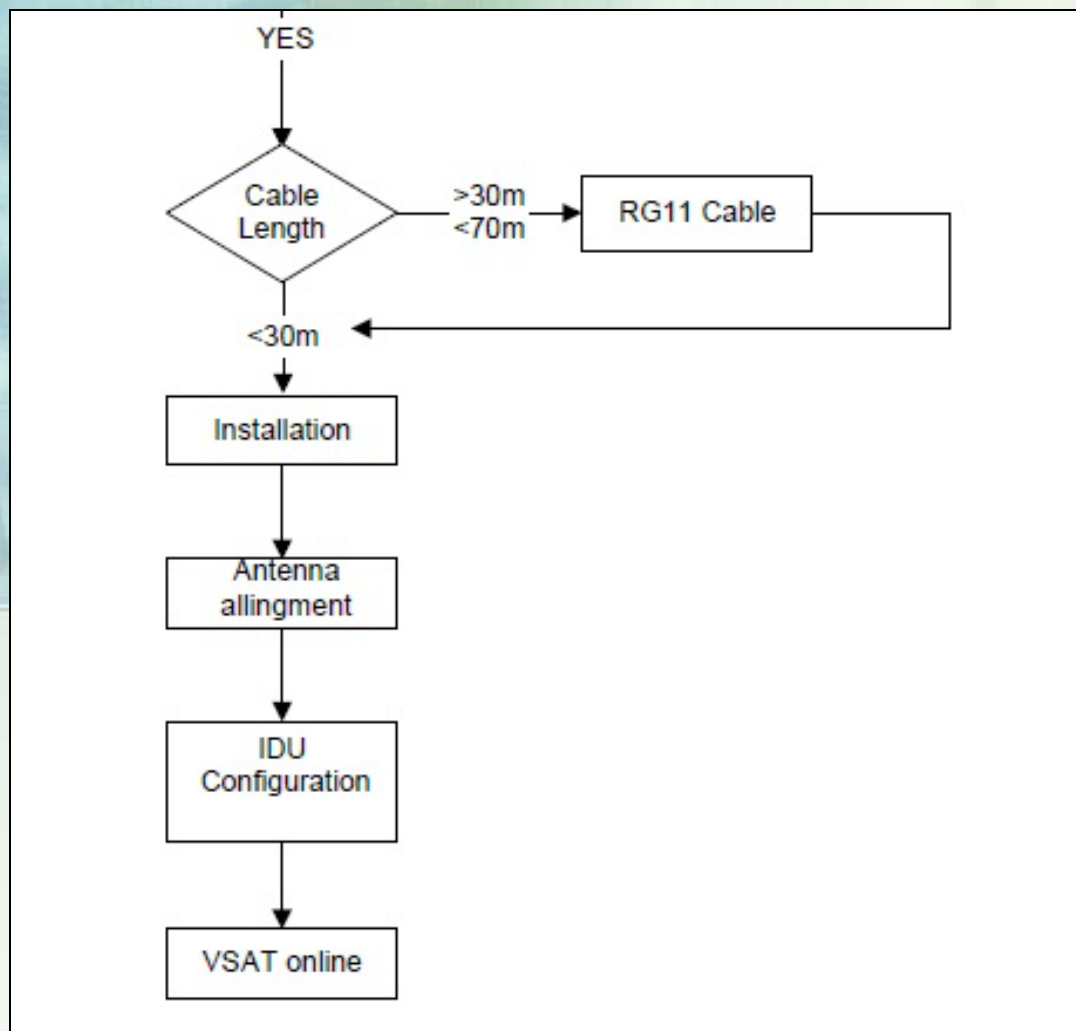 YES
Cable
Length
>30m
<70m
RG11 Cable
<30m
Installation
Antenna
allingment
IDU
Configuration
VSAT online